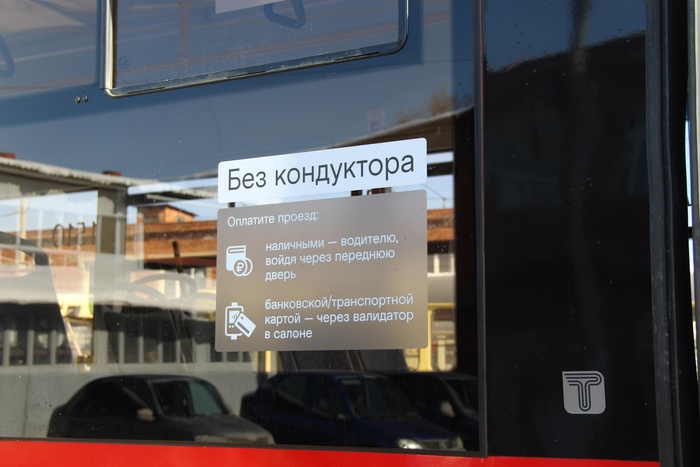 Без кондуктора
Оплатите проезд:
наличными — водителю,
войдя через переднюю
дверь
банковской/транспортной
картой — через валидатор
в салоне